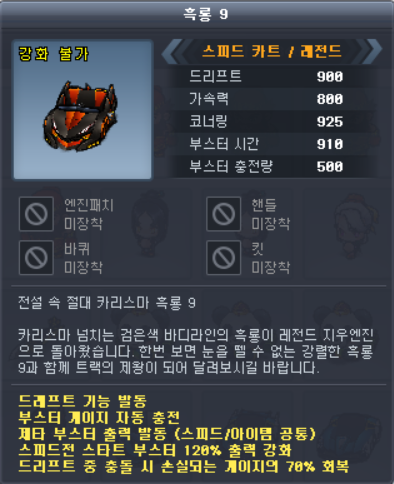 흑룡 9
강화 불가
스피드 카트 / 레전드
드리프트 900
가속력 800
코너링 925
부스터 시간 910
부스터 충전량 500
엔진패치
미장착
핸들
미장착
바퀴
미장착
킷
미장착
전설 속 절대 카리스마 흑룡 9
카리스마 넘치는 검은색 바디라인의 흑룡이 레전드 지우엔진
으로 돌아왔습니다. 한번 보면 눈을 뗄 수 없는 강렬한 흑룡
9과 함께 트랙의 제왕이 되어 달려보시길 바랍니다.
드래프트 기능 발동
부스터 게이지 자동 충전
제타 부스터 출력 발동 (스피드/아이템 공통)
스피드전 스타트 부스터 120% 출력 강화
드리프트 중 충돌 시 손실되는 게이지의 70% 회복